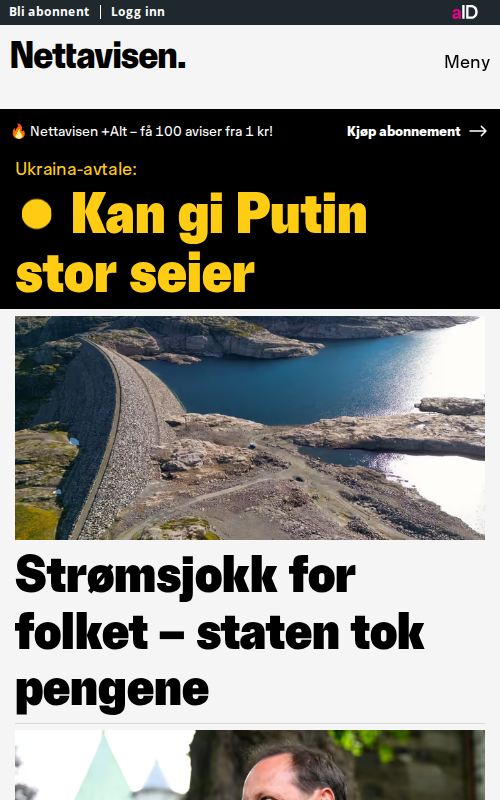 Bli abonnent | Logg inn
aID
Nettavisen.
Meny
🔥 Nettavisen +Alt – få 100 aviser fra 1 kr!
Kjøp abonnement →
Ukraina-avtale:
Kan gi Putin
stor seier
Strømsjokk for
folket – staten tok
pengene